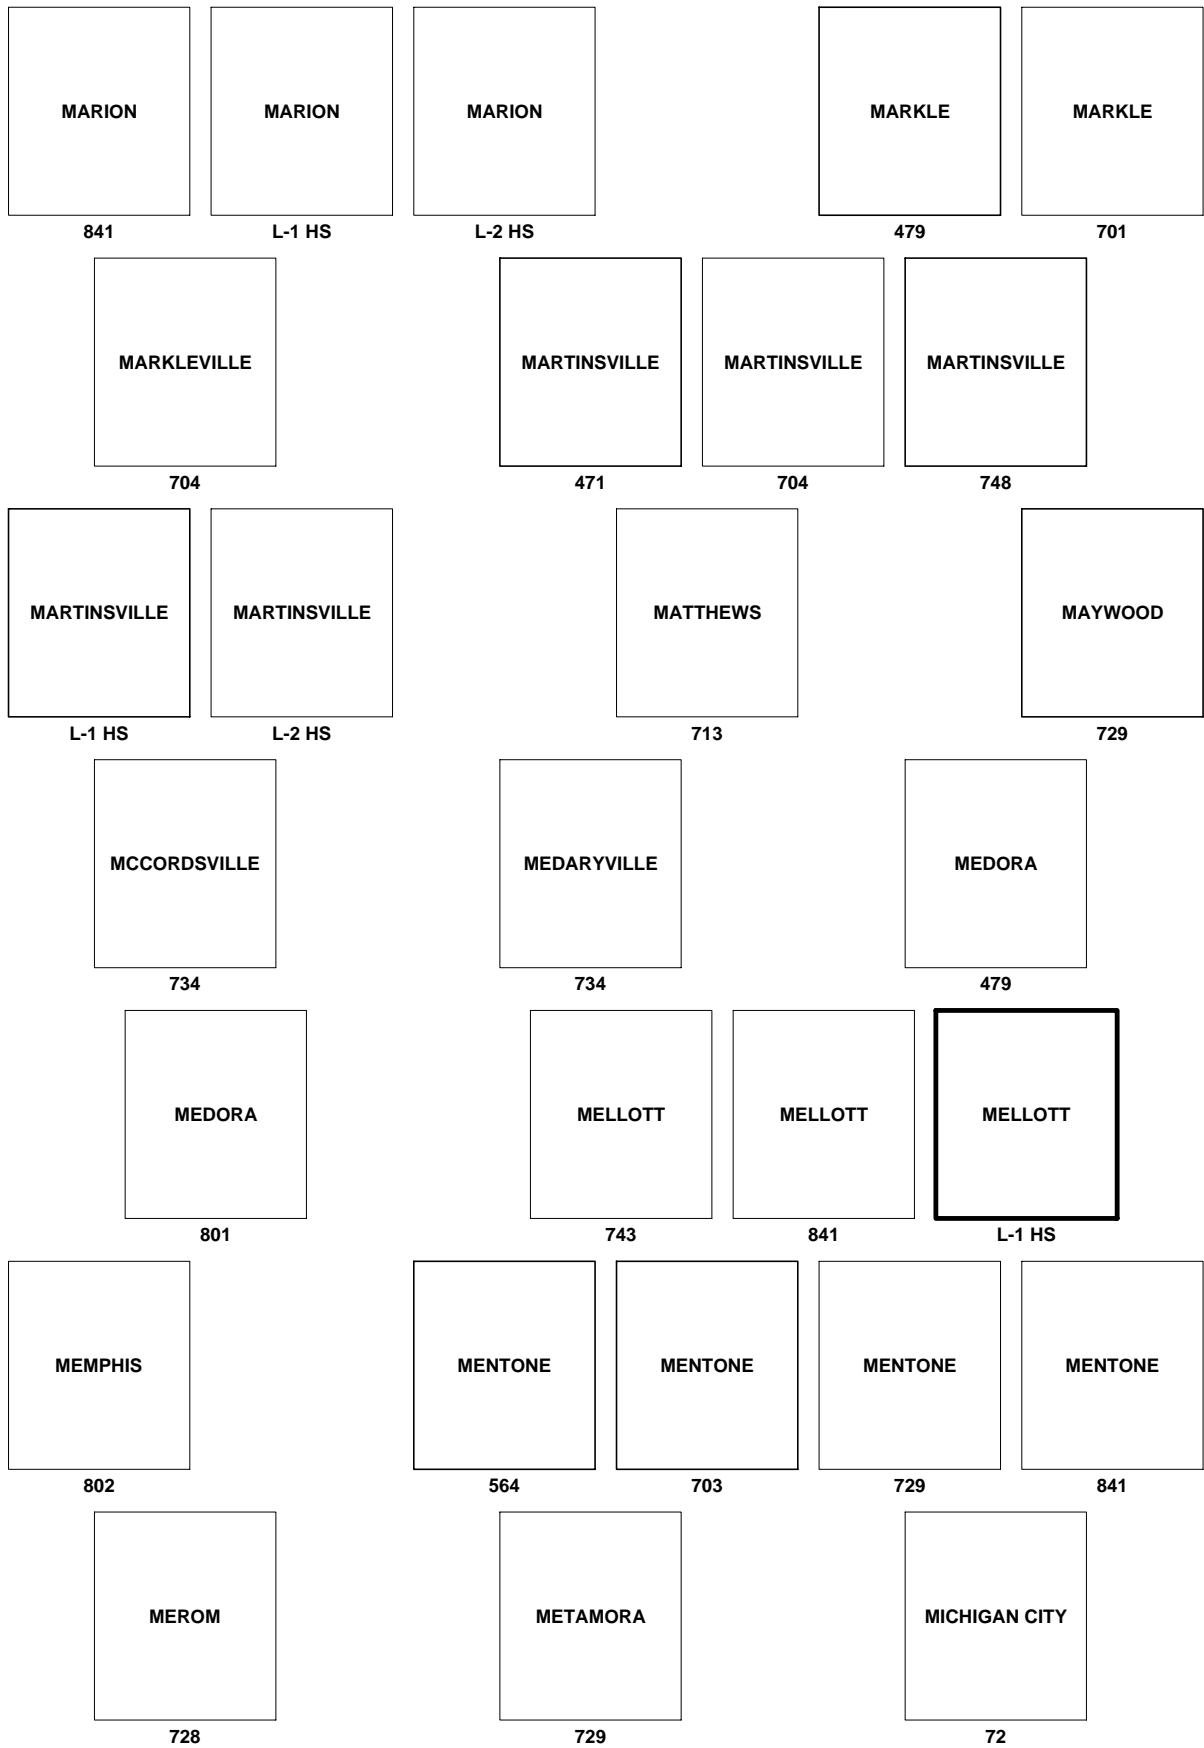 MARION MARION MARION MARKLE MARKLE
841 L-1 HS L-2 HS 479 701
MARKLEVILLE MARTINSVILLE MARTINSVILLE MARTINSVILLE
704 471 704 748
MARTINSVILLE MARTINSVILLE MATTHEWS MAYWOOD
L-1 HS L-2 HS 713 729
MCCORDSVILLE MEDARYVILLE MEDORA
734 734 479
MEDORA MELLOTT MELLOTT MELLOTT
801 743 841 L-1 HS
MEMPHIS MENTONE MENTONE MENTONE MENTONE
802 564 703 729 841
MEROM METAMORA MICHIGAN CITY
728 729 72